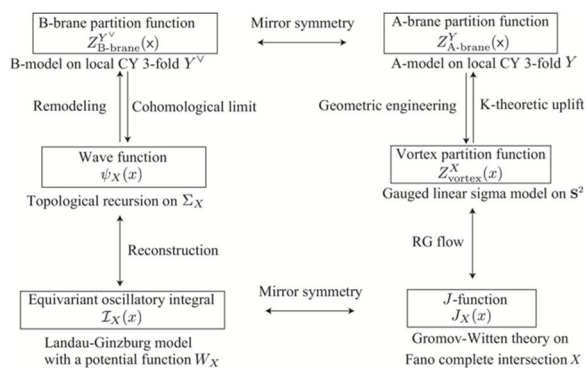 B-brane partition function
Z^{Y^∨}_{B-brane}(x)
B-model on local CY 3-fold Y^∨
Mirror symmetry
A-brane partition function
Z^Y_{A-brane}(x)
A-model on local CY 3-fold Y
Remodeling
Cohomological limit
Geometric engineering
K-theoretic uplift
Wave function
ψ_X(x)
Topological recursion on Σ_X
Vortex partition function
Z^X_{vortex}(x)
Gauged linear sigma model on S²
Reconstruction
RG flow
Equivariant oscillatory integral
I_X(x)
Landau-Ginzburg model
with a potential function W_X
Mirror symmetry
J-function
J_X(x)
Gromov-Witten theory on
Fano complete intersection X